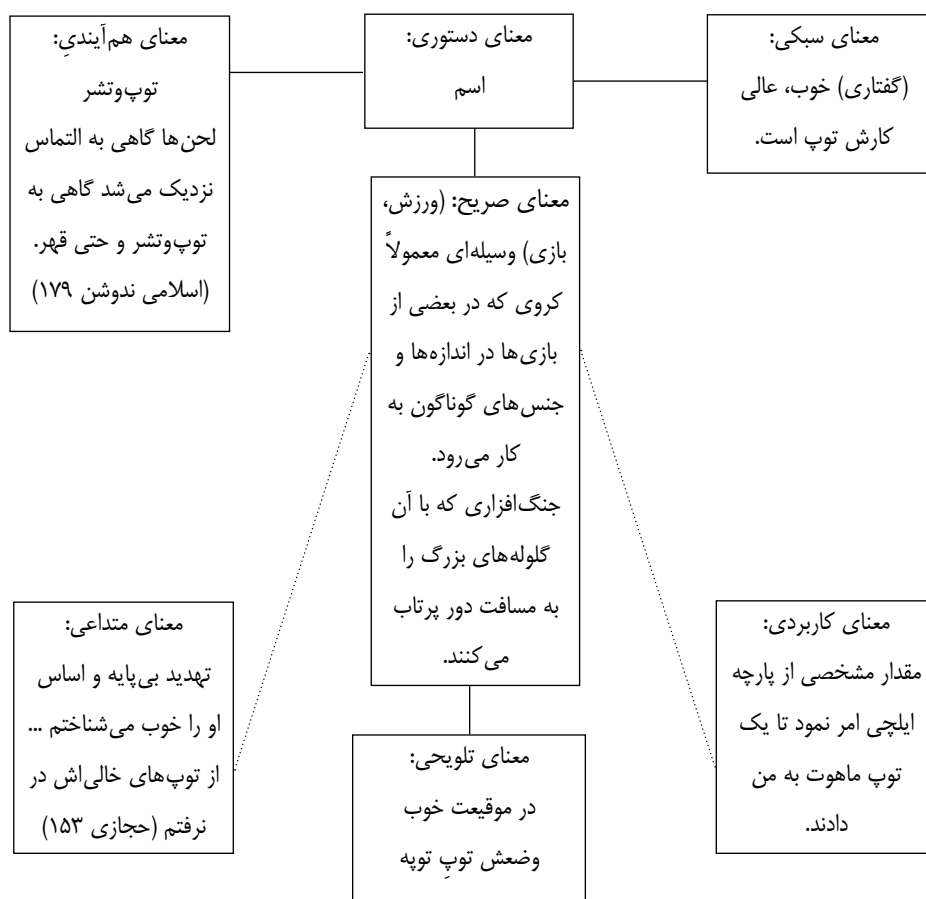 معنای سبکی:
(گفتاری) خوب، عالی
کارش توپ است.
معنای دستوری:
اسم
معنای هم‌آیندیِ:
توپ‌وتشر
لحن‌ها گاهی به التماس
نزدیک می‌شد گاهی به
توپ‌وتشر و حتی قهر.
(اسلامی ندوشن ۱۷۹)
معنای صریح: (ورزش،
بازی) وسیله‌ای معمولاً
کروی که در بعضی از
بازی‌ها در اندازه‌ها و
جنس‌های گوناگون به
کار می‌رود.
جنگ‌افزاری که با آن
گلوله‌های بزرگ را
به مسافت دور پرتاب
می‌کنند.
معنای کاربردی:
مقدار مشخصی از پارچه
ایلچی امر نمود تا یک
توپ ماهوت به من
دادند.
معنای تلویحی:
در موقیعت خوب
وضعش توپِ توپه
معنای متداعی:
تهدید بی‌پایه و اساس
او را خوب می‌شناختم ...
از توپ‌های خالی‌اش در
نرفتم (حجازی ۱۵۳)